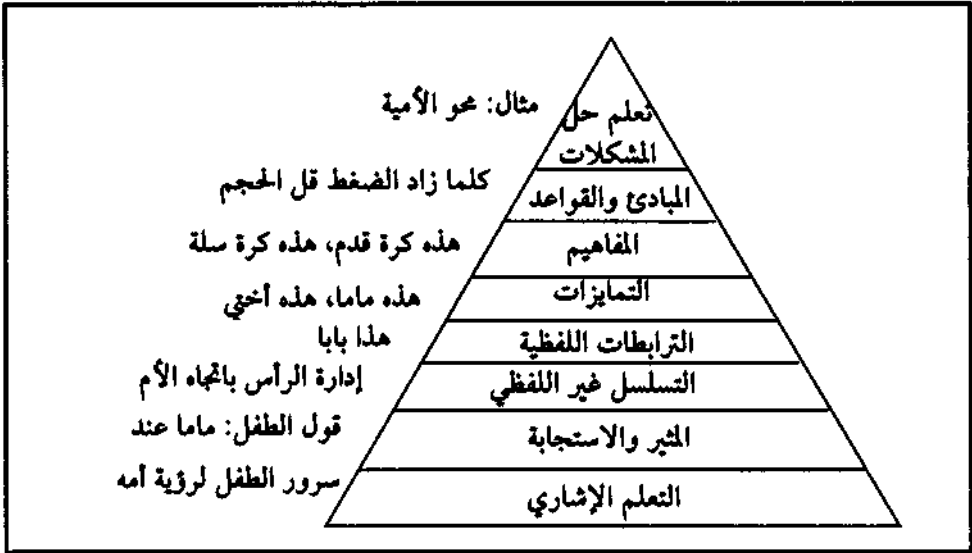 مثال: محو الأمية
تعلم حل
المشكلات
كلما زاد الضغط قل الحجم
المبادئ والقواعد
هذه كرة قدم، هذه كرة سلة
المفاهيم
هذه ماما، هذه أختي
التمايزات
هذا بابا
الترابطات اللفظية
إدارة الرأس باتجاه الأم
التسلسل غير اللفظي
قول الطفل: ماما عند
المثير والاستجابة
سرور الطفل لرؤية أمه
التعلم الإشاري